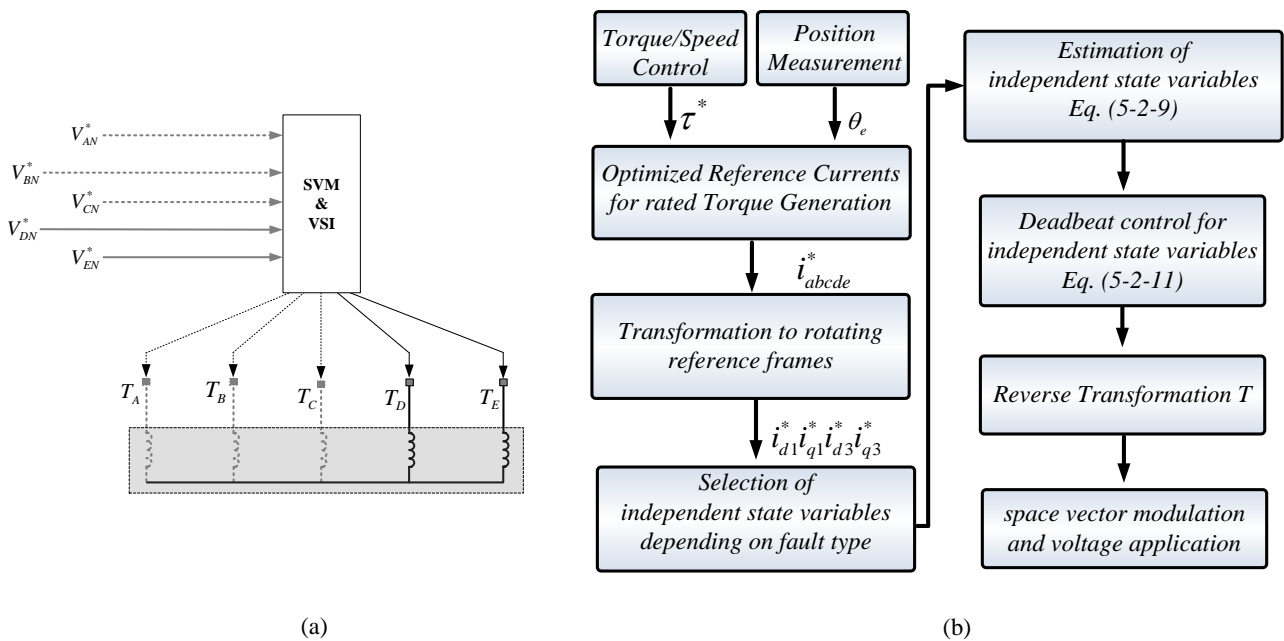 V*AN
V*BN
V*CN
V*DN
V*EN
SVM
&
VSI
TA
TB
TC
TD
TE
(a)
Torque/Speed
Control
Position
Measurement
τ*
θe
Optimized Reference Currents
for rated Torque Generation
i*abcde
Transformation to rotating
reference frames
i*d1 i*q1 i*d3 i*q3
Selection of
independent state variables
depending on fault type
Estimation of
independent state variables
Eq. (5-2-9)
Deadbeat control for
independent state variables
Eq. (5-2-11)
Reverse Transformation T
space vector modulation
and voltage application
(b)